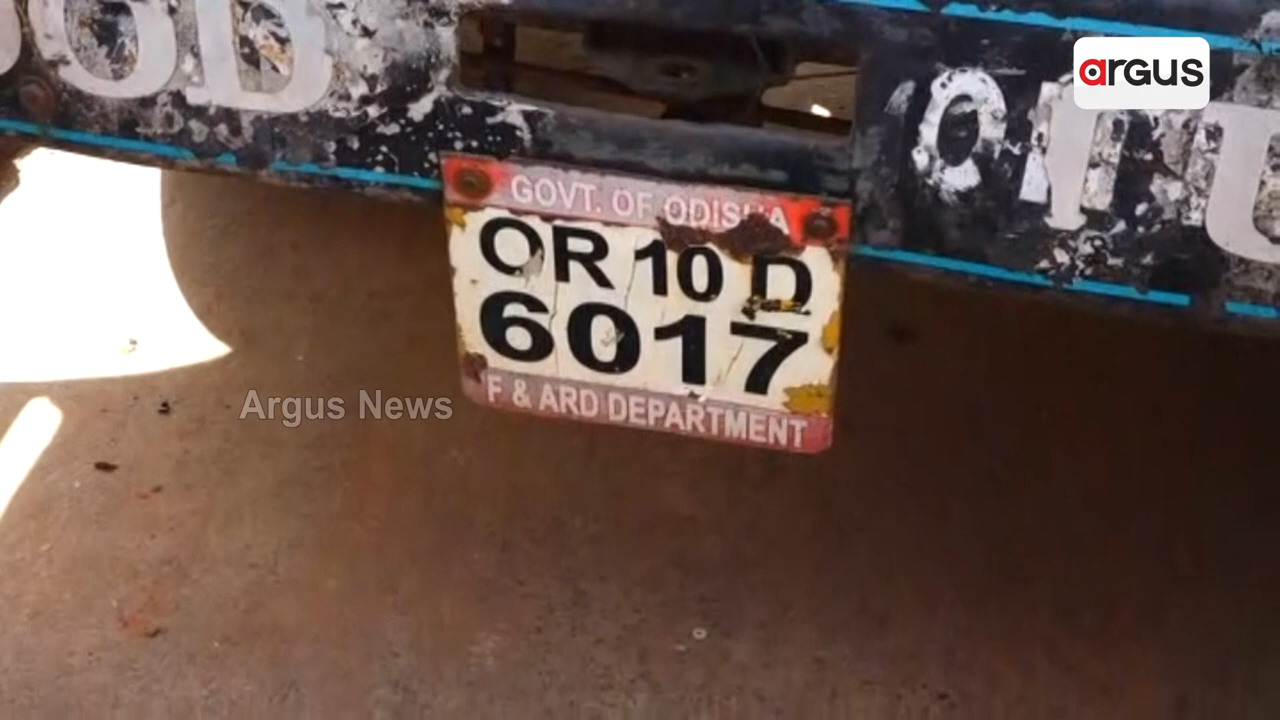 argus
GOVT. OF ODISHA
OR 10 D
6017
F & ARD DEPARTMENT
Argus News